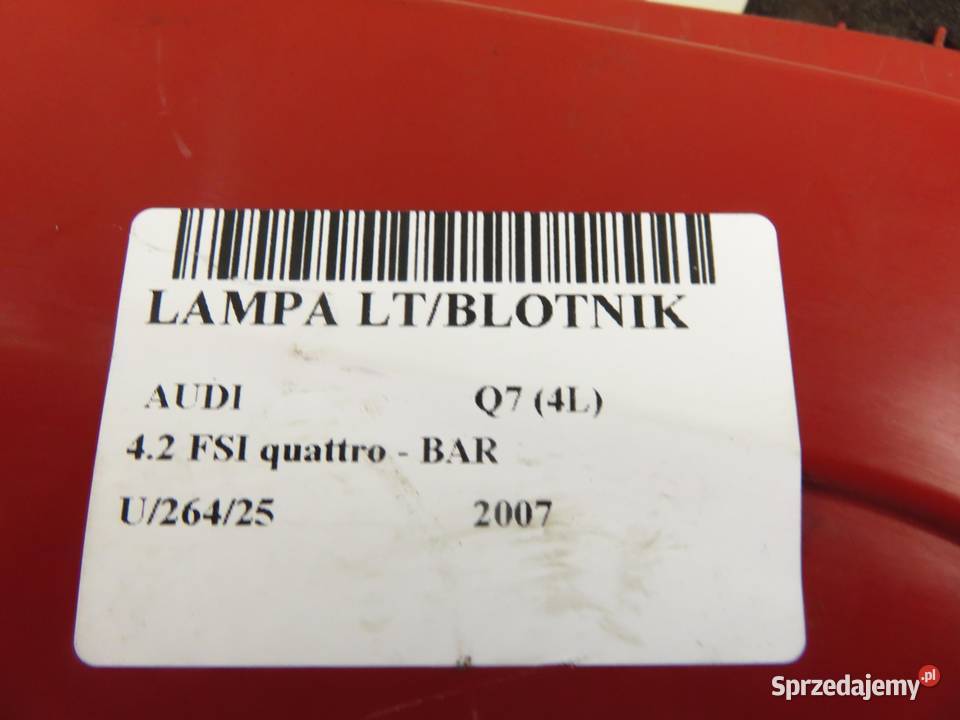 LAMPA LT/BLOTNIK
AUDI Q7 (4L)
4.2 FSI quattro - BAR
U/264/25 2007
Sprzedajemy.pl